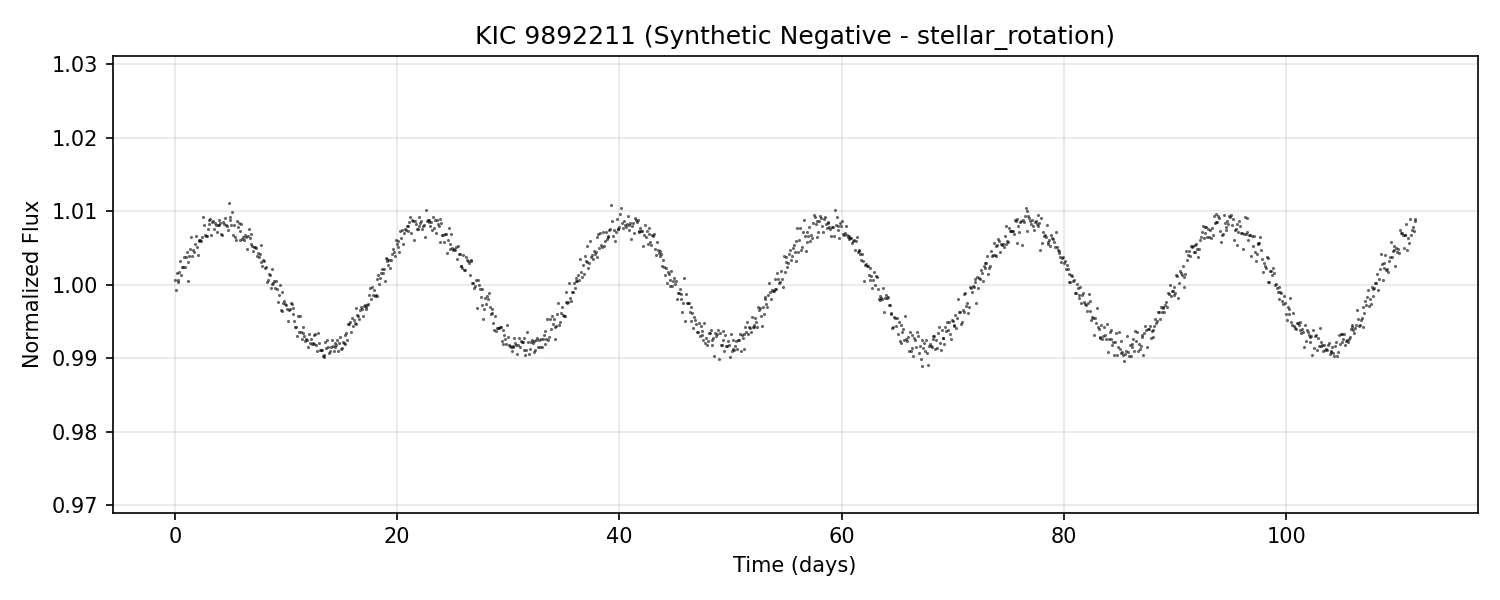 KIC 9892211 (Synthetic Negative - stellar_rotation)
1.03
1.02
1.01
1.00
0.99
0.98
0.97
Normalized Flux
0 20 40 60 80 100
Time (days)